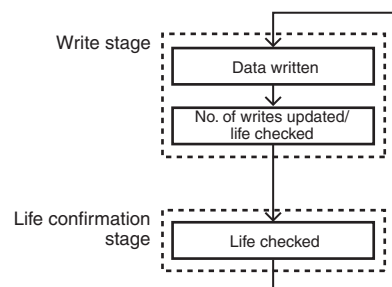 Write stage
Data written
No. of writes updated/
life checked
Life confirmation
stage
Life checked